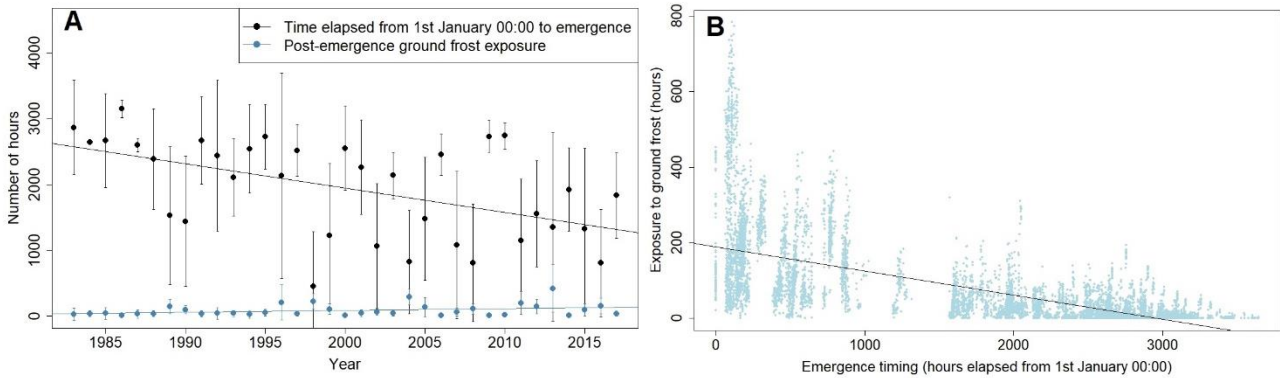 A
Time elapsed from 1st January 00:00 to emergence
Post-emergence ground frost exposure
Number of hours
4000
3000
2000
1000
0
1985 1990 1995 2000 2005 2010 2015
Year
B
Exposure to ground frost (hours)
800
600
400
200
0
0 1000 2000 3000
Emergence timing (hours elapsed from 1st January 00:00)